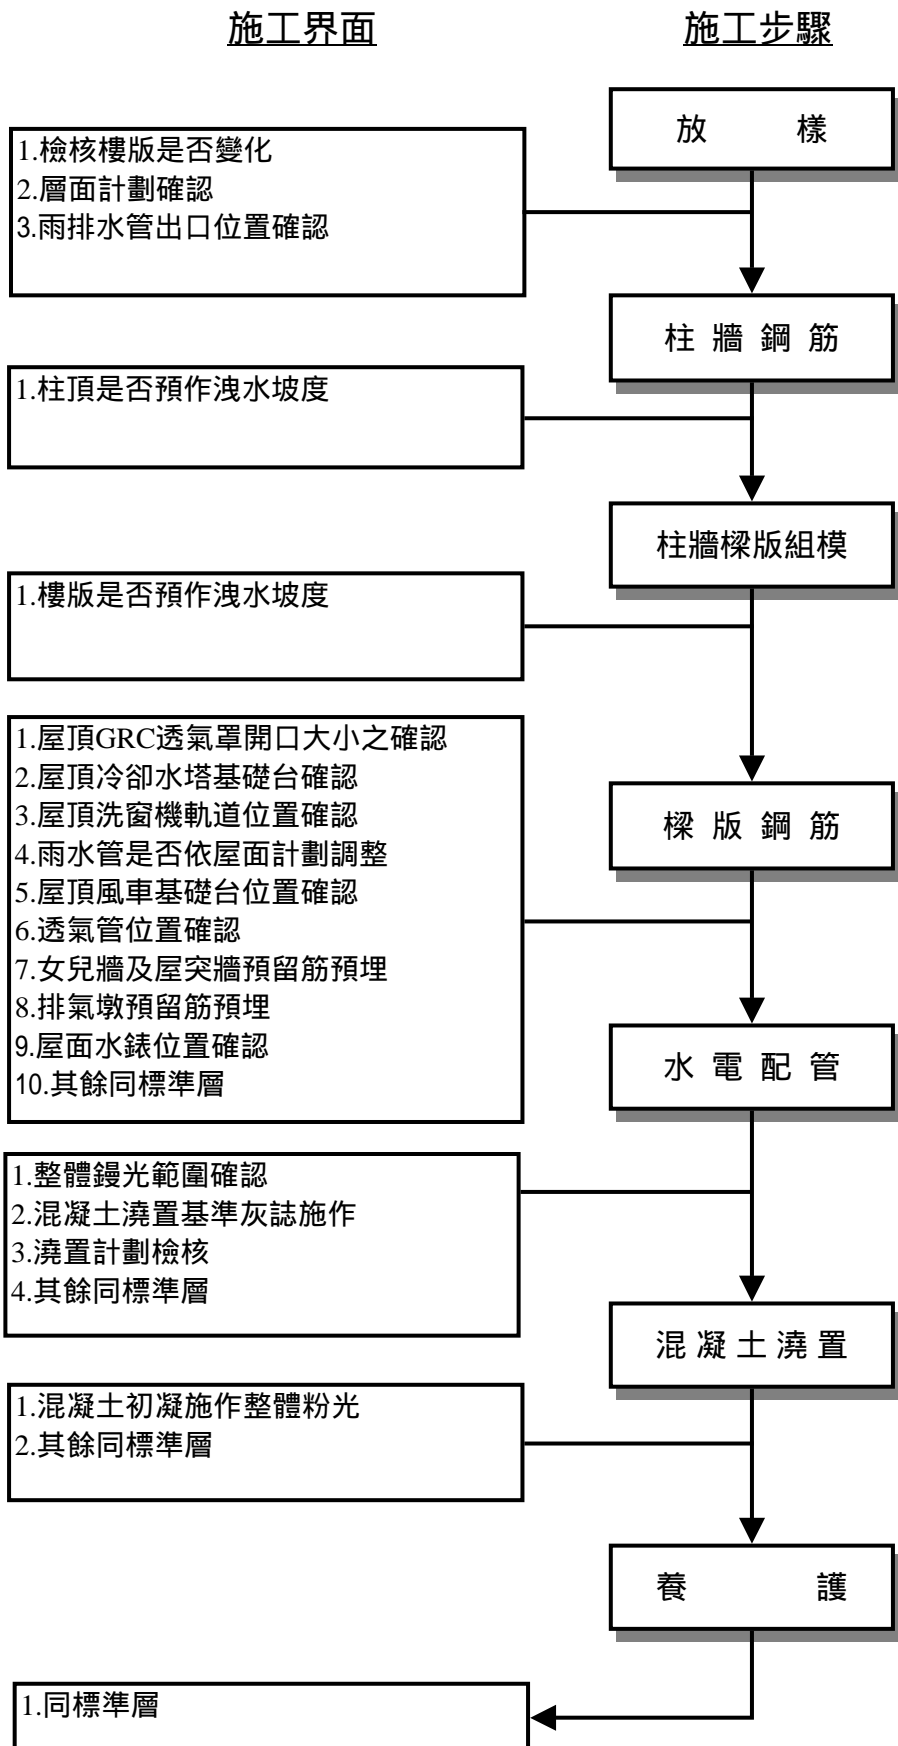 施工界面
施工步驟
放 樣
1.檢核樓版是否變化
2.層面計劃確認
3.雨排水管出口位置確認
柱牆鋼筋
1.柱頂是否預作洩水坡度
柱牆樑版組模
1.樓版是否預作洩水坡度
1.屋頂GRC透氣罩開口大小之確認
2.屋頂冷卻水塔基礎台確認
3.屋頂洗窗機軌道位置確認
4.雨水管是否依屋面計劃調整
5.屋頂風車基礎台位置確認
6.透氣管位置確認
7.女兒牆及屋突牆預留筋預埋
8.排氣墩預留筋預埋
9.屋面水錶位置確認
10.其餘同標準層
樑版鋼筋
水電配管
1.整體鏝光範圍確認
2.混凝土澆置基準灰誌施作
3.澆置計劃檢核
4.其餘同標準層
混凝土澆置
1.混凝土初凝施作整體粉光
2.其餘同標準層
養 護
1.同標準層